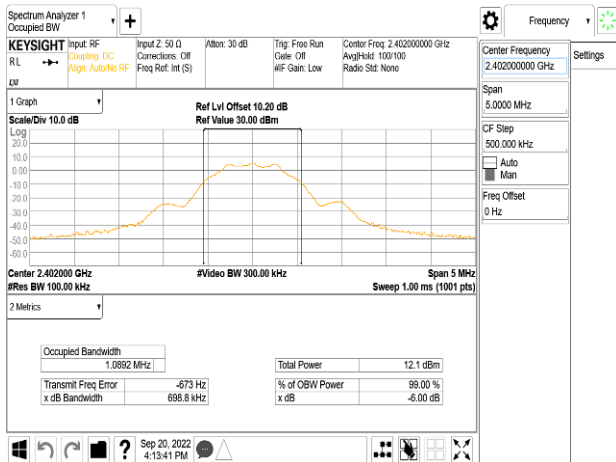 Spectrum Analyzer 1
Occupied BW
Frequency
KEYSIGHT
RL
LXI
Input: RF
Coupling: DC
Align: Auto/No RF
Input Z: 50 Ω
Corrections: Off
Freq Ref: Int (S)
Atten: 30 dB
Trig: Free Run
Gate: Off
#IF Gain: Low
Center Freq: 2.402000000 GHz
Avg|Hold: 100/100
Radio Std: None
1 Graph
Scale/Div 10.0 dB
Ref Lvl Offset 10.20 dB
Ref Value 30.00 dBm
Log
20.0
10.0
0.00
-10.0
-20.0
-30.0
-40.0
-50.0
-60.0
Center 2.402000 GHz
#Res BW 100.00 kHz
#Video BW 300.00 kHz
Span 5 MHz
Sweep 1.00 ms (1001 pts)
2 Metrics
Occupied Bandwidth
1.0892 MHz
Transmit Freq Error -673 Hz
x dB Bandwidth 698.8 kHz
Total Power 12.1 dBm
% of OBW Power 99.00 %
x dB -6.00 dB
Sep 20, 2022
4:13:41 PM
Center Frequency
2.402000000 GHz
Span
5.0000 MHz
CF Step
500.000 kHz
Auto
Man
Freq Offset
0 Hz
Settings